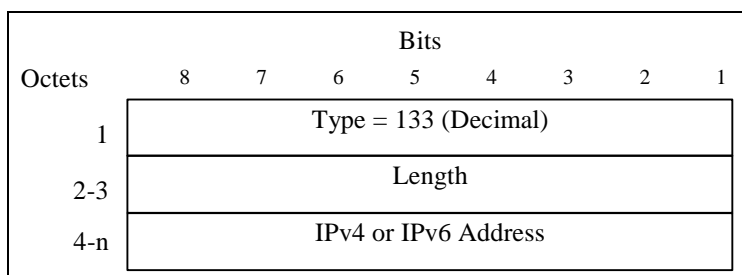 Bits
Octets 8 7 6 5 4 3 2 1
1 Type = 133 (Decimal)
2-3 Length
4-n IPv4 or IPv6 Address